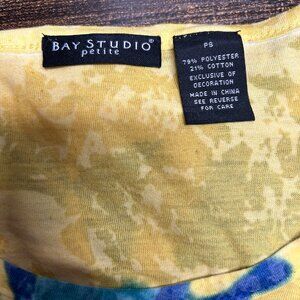 BAY STUDIO®
petite
PS
79% POLYESTER
21% COTTON
EXCLUSIVE OF
DECORATION
MADE IN CHINA
SEE REVERSE
FOR CARE